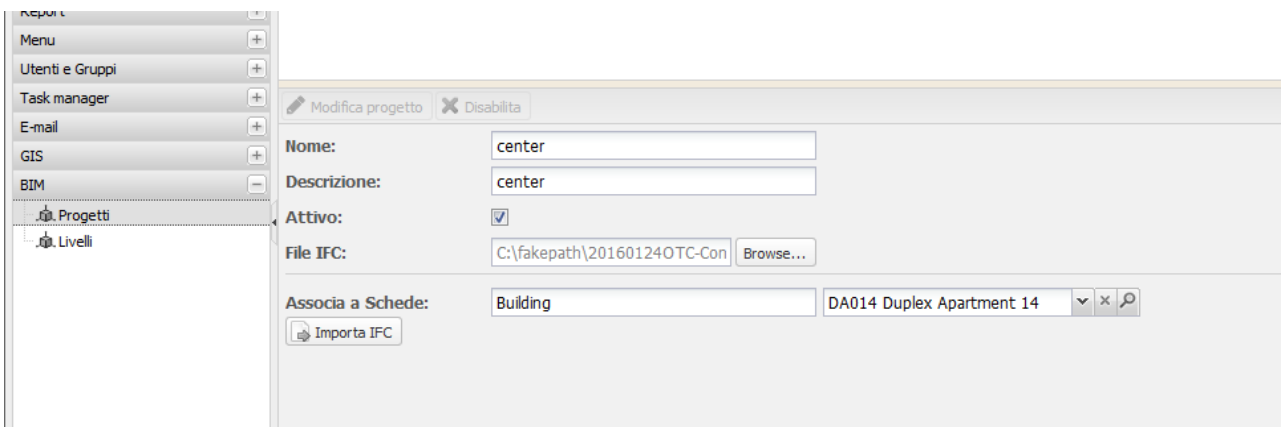 Report
Menu
Utenti e Gruppi
Task manager
E-mail
GIS
BIM
Progetti
Livelli
Modifica progetto Disabilita
Nome: center
Descrizione: center
Attivo:
File IFC: C:\fakepath\20160124OTC-Con Browse...
Associa a Schede: Building DA014 Duplex Apartment 14
Importa IFC